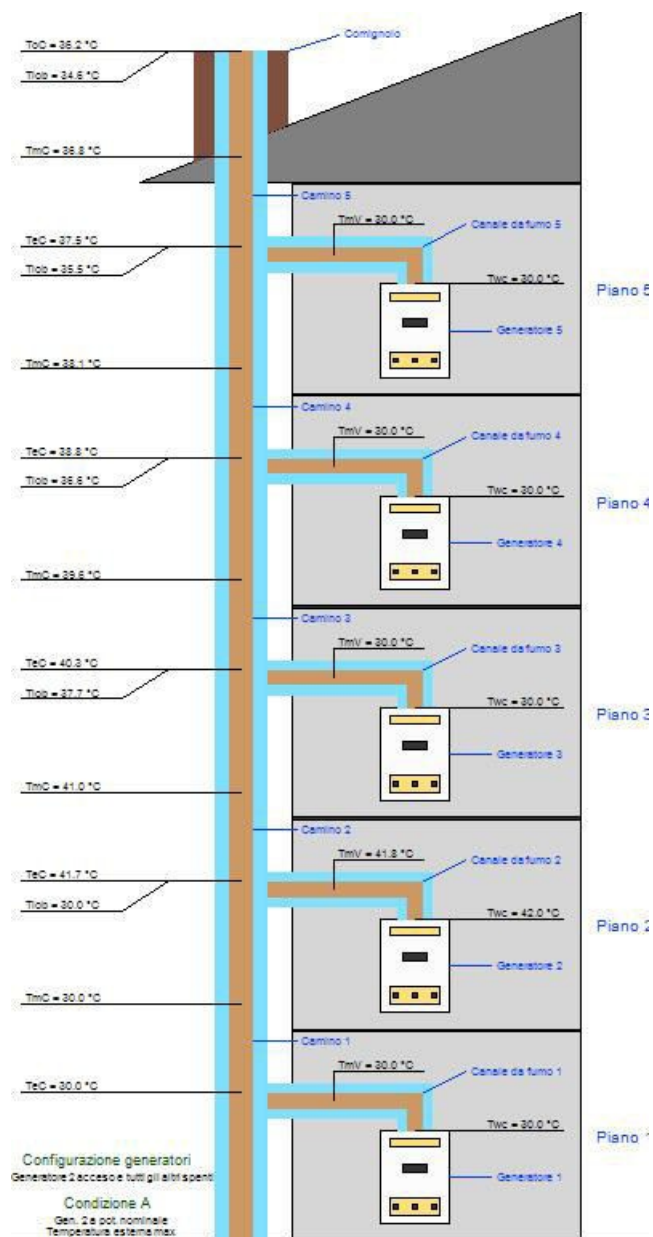 ToC = 36.2 °C
Comignolo
Tiob = 34.6 °C
TmC = 36.8 °C
Camino 5
TmV = 30.0 °C
Canale da fumo 5
TeC = 37.5 °C
Tiob = 35.5 °C
Twc = 30.0 °C
Piano 5
Generatore 5
TmC = 38.1 °C
Camino 4
TmV = 30.0 °C
Canale da fumo 4
TeC = 38.8 °C
Tiob = 36.6 °C
Twc = 30.0 °C
Piano 4
Generatore 4
TmC = 39.6 °C
Camino 3
TmV = 30.0 °C
Canale da fumo 3
TeC = 40.3 °C
Tiob = 37.7 °C
Twc = 30.0 °C
Piano 3
Generatore 3
TmC = 41.0 °C
Camino 2
TmV = 41.8 °C
Canale da fumo 2
TeC = 41.7 °C
Tiob = 30.0 °C
Twc = 42.0 °C
Piano 2
Generatore 2
TmC = 30.0 °C
Camino 1
TmV = 30.0 °C
Canale da fumo 1
TeC = 30.0 °C
Twc = 30.0 °C
Piano 1
Generatore 1
Configurazione generatori
Generatore 2 acceso e tutti gli altri spenti
Condizione A
Gen. 2 a pot. nominale
Temperatura esterna max